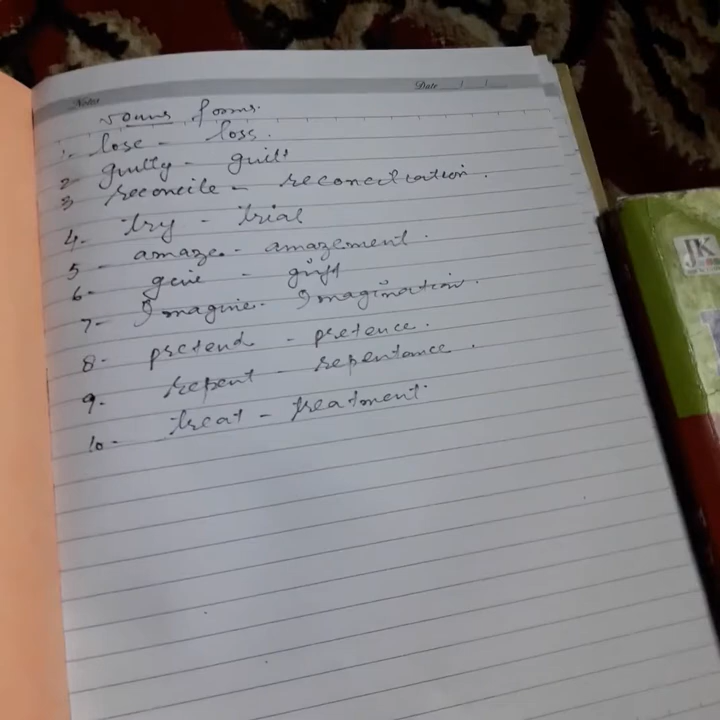 Notes
Date / /
nouns forms.
1. lose - loss.
2- guilty - guilt
3 reconcile - reconciliation.
4- try - trial
5- amaze - amazement.
6- give - gift
7- Imagine - Imagination.
8- pretend - pretence.
9- repent - repentance.
10- treat - treatment.
JK